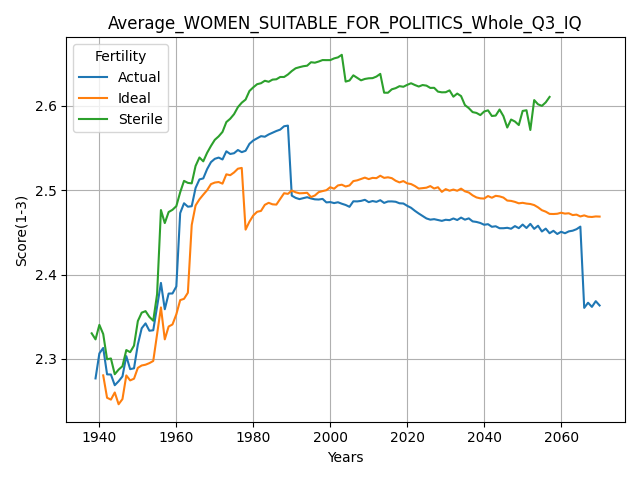 Average_WOMEN_SUITABLE_FOR_POLITICS_Whole_Q3_IQ
Fertility
Actual
Ideal
Sterile
Score(1-3)
2.6
2.5
2.4
2.3
1940 1960 1980 2000 2020 2040 2060
Years